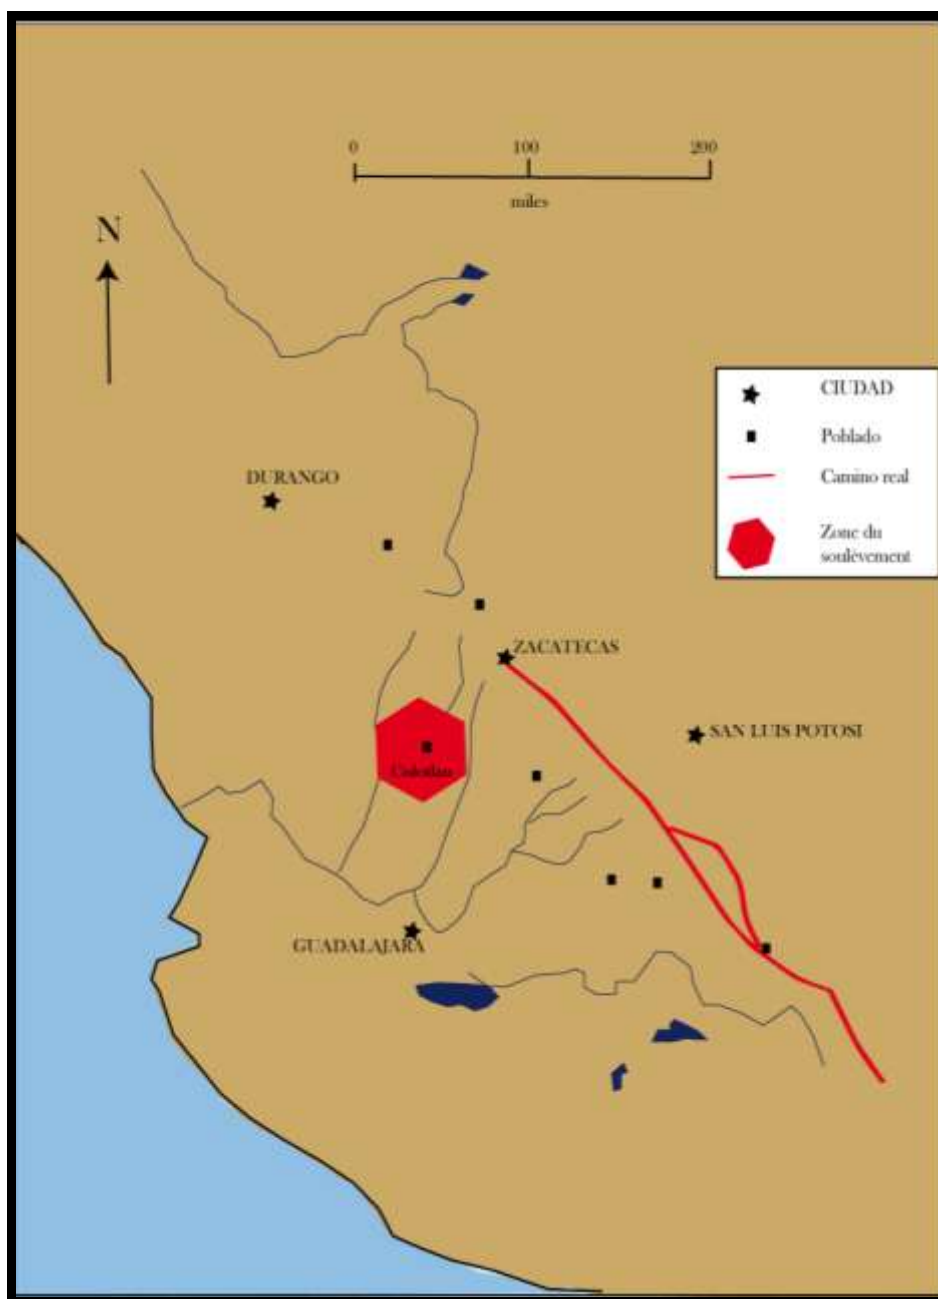 0 100 200
miles
N
CIUDAD
Poblado
Camino real
Zone du
soulèvement
DURANGO
ZACATECAS
SAN LUIS POTOSI
GUADALAJARA